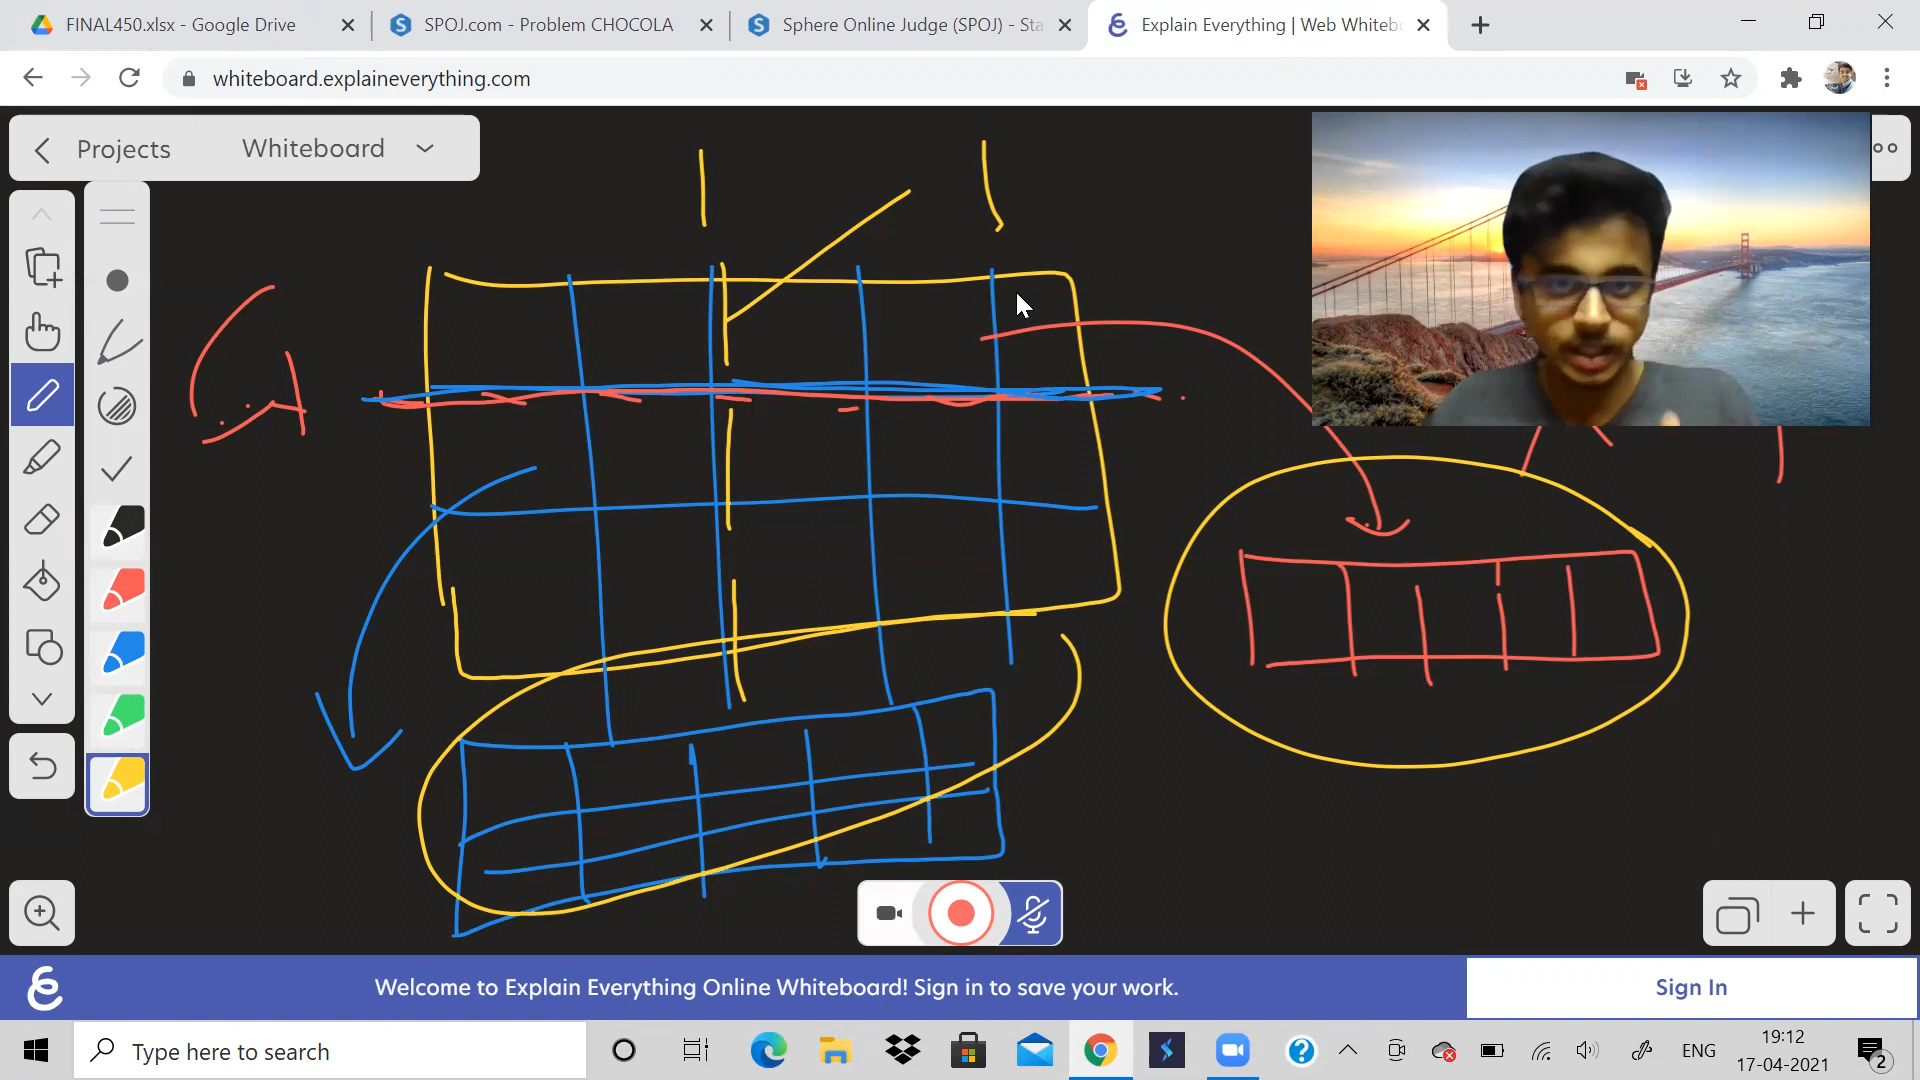 FINAL450.xlsx - Google Drive
SPOJ.com - Problem CHOCOLA
Sphere Online Judge (SPOJ) - Sta
Explain Everything | Web Whitebo
whiteboard.explaineverything.com
Projects
Whiteboard
Welcome to Explain Everything Online Whiteboard! Sign in to save your work.
Sign In
Type here to search
ENG
19:12
17-04-2021
2